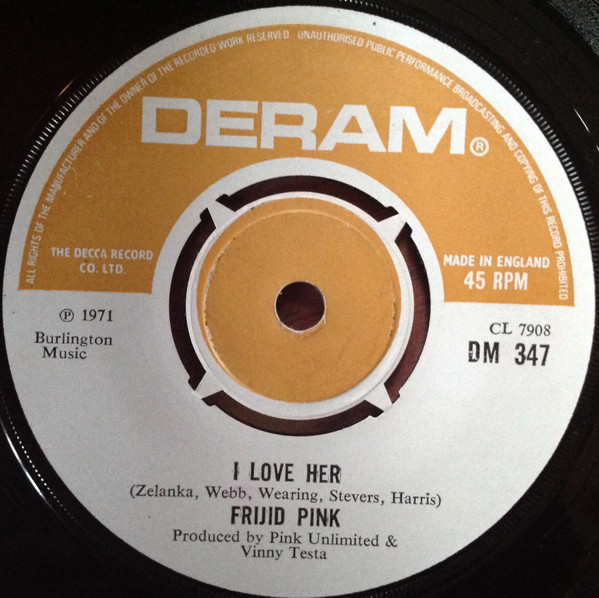 ALL RIGHTS OF THE MANUFACTURER AND OF THE OWNER OF THE RECORDED WORK RESERVED UNAUTHORISED PUBLIC PERFORMANCE BROADCASTING AND COPYING OF THIS RECORD PROHIBITED
DERAM®
THE DECCA RECORD
CO. LTD.
MADE IN ENGLAND
45 RPM
℗ 1971
Burlington
Music
CL 7908
DM 347
I LOVE HER
(Zelanka, Webb, Wearing, Stevers, Harris)
FRIJID PINK
Produced by Pink Unlimited &
Vinny Testa